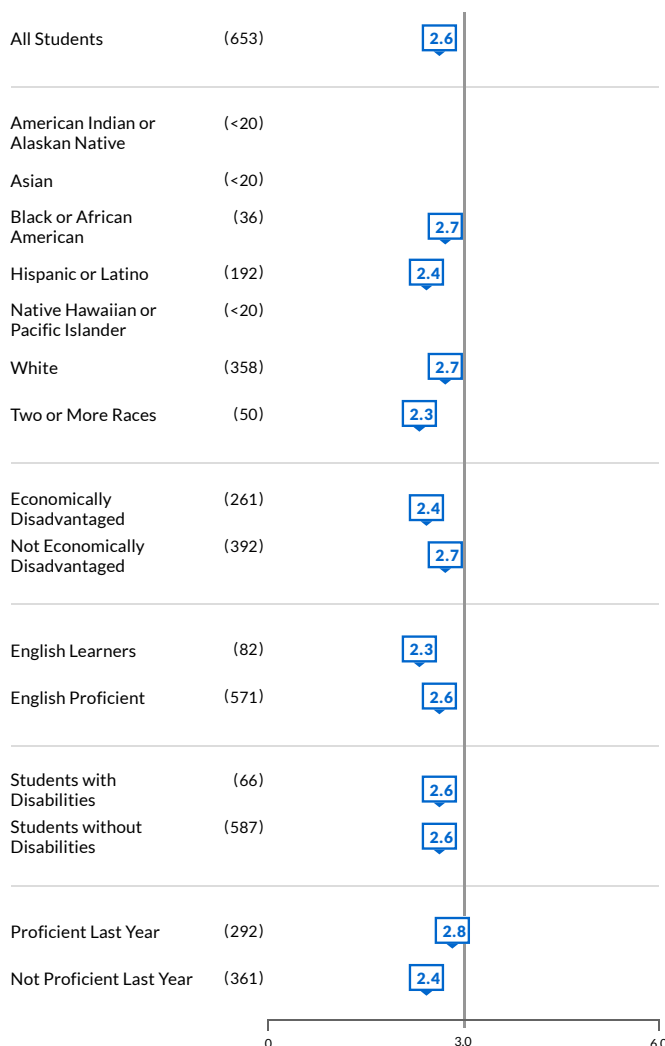 All Students (653) 2.6
American Indian or (<20)
Alaskan Native
Asian (<20)
Black or African (36) 2.7
American
Hispanic or Latino (192) 2.4
Native Hawaiian or (<20)
Pacific Islander
White (358) 2.7
Two or More Races (50) 2.3
Economically (261) 2.4
Disadvantaged
Not Economically (392) 2.7
Disadvantaged
English Learners (82) 2.3
English Proficient (571) 2.6
Students with (66) 2.6
Disabilities
Students without (587) 2.6
Disabilities
Proficient Last Year (292) 2.8
Not Proficient Last Year (361) 2.4
0 3.0 6.0